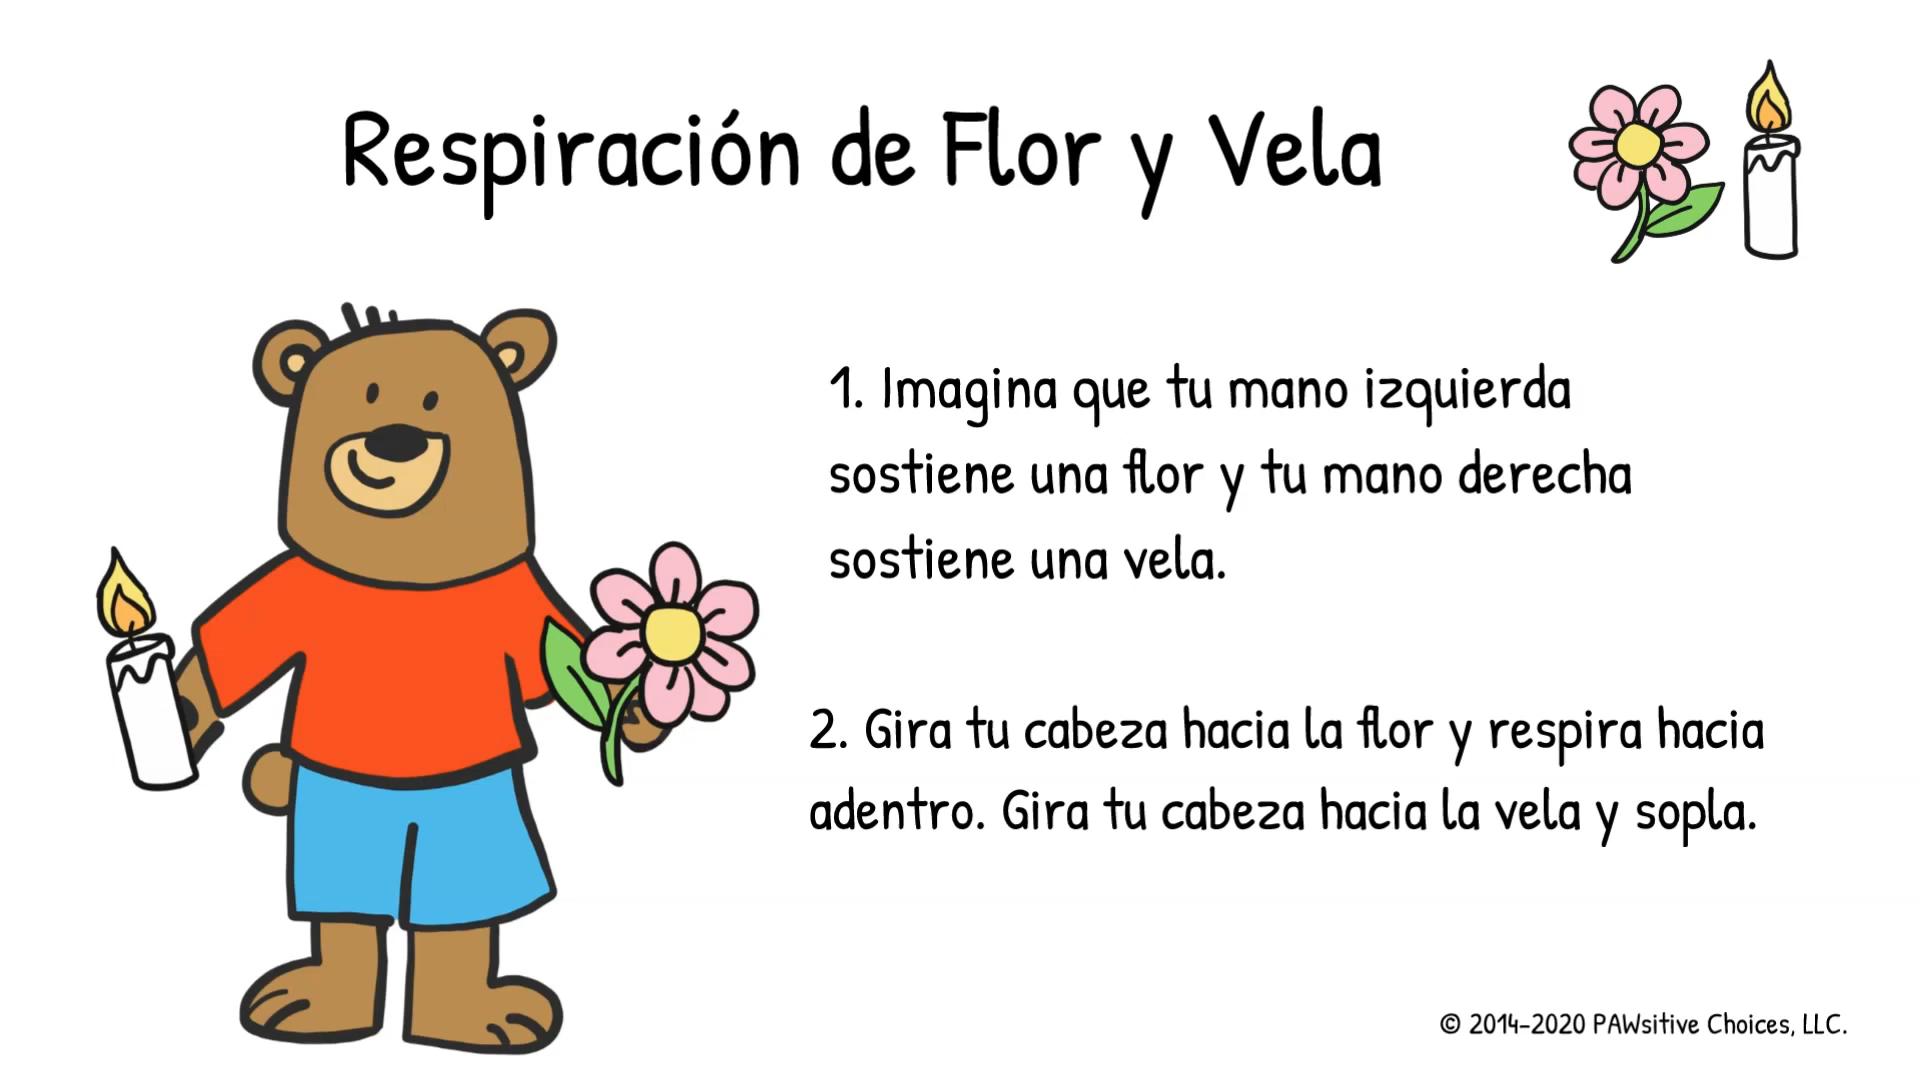 Respiración de Flor y Vela
1. Imagina que tu mano izquierda
sostiene una flor y tu mano derecha
sostiene una vela.
2. Gira tu cabeza hacia la flor y respira hacia
adentro. Gira tu cabeza hacia la vela y sopla.
© 2014-2020 PAWsitive Choices, LLC.